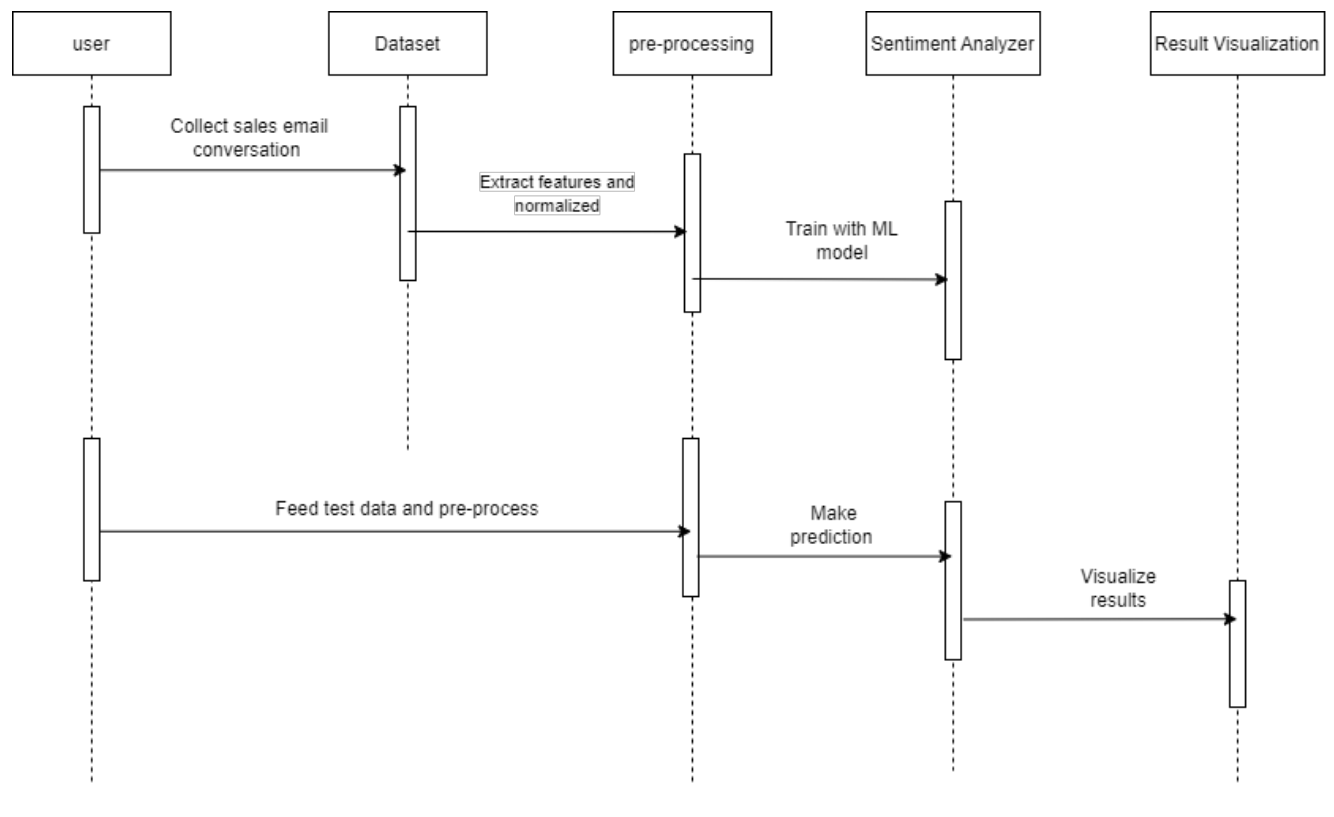 user
Dataset
pre-processing
Sentiment Analyzer
Result Visualization
Collect sales email
conversation
Extract features and
normalized
Train with ML
model
Feed test data and pre-process
Make
prediction
Visualize
results